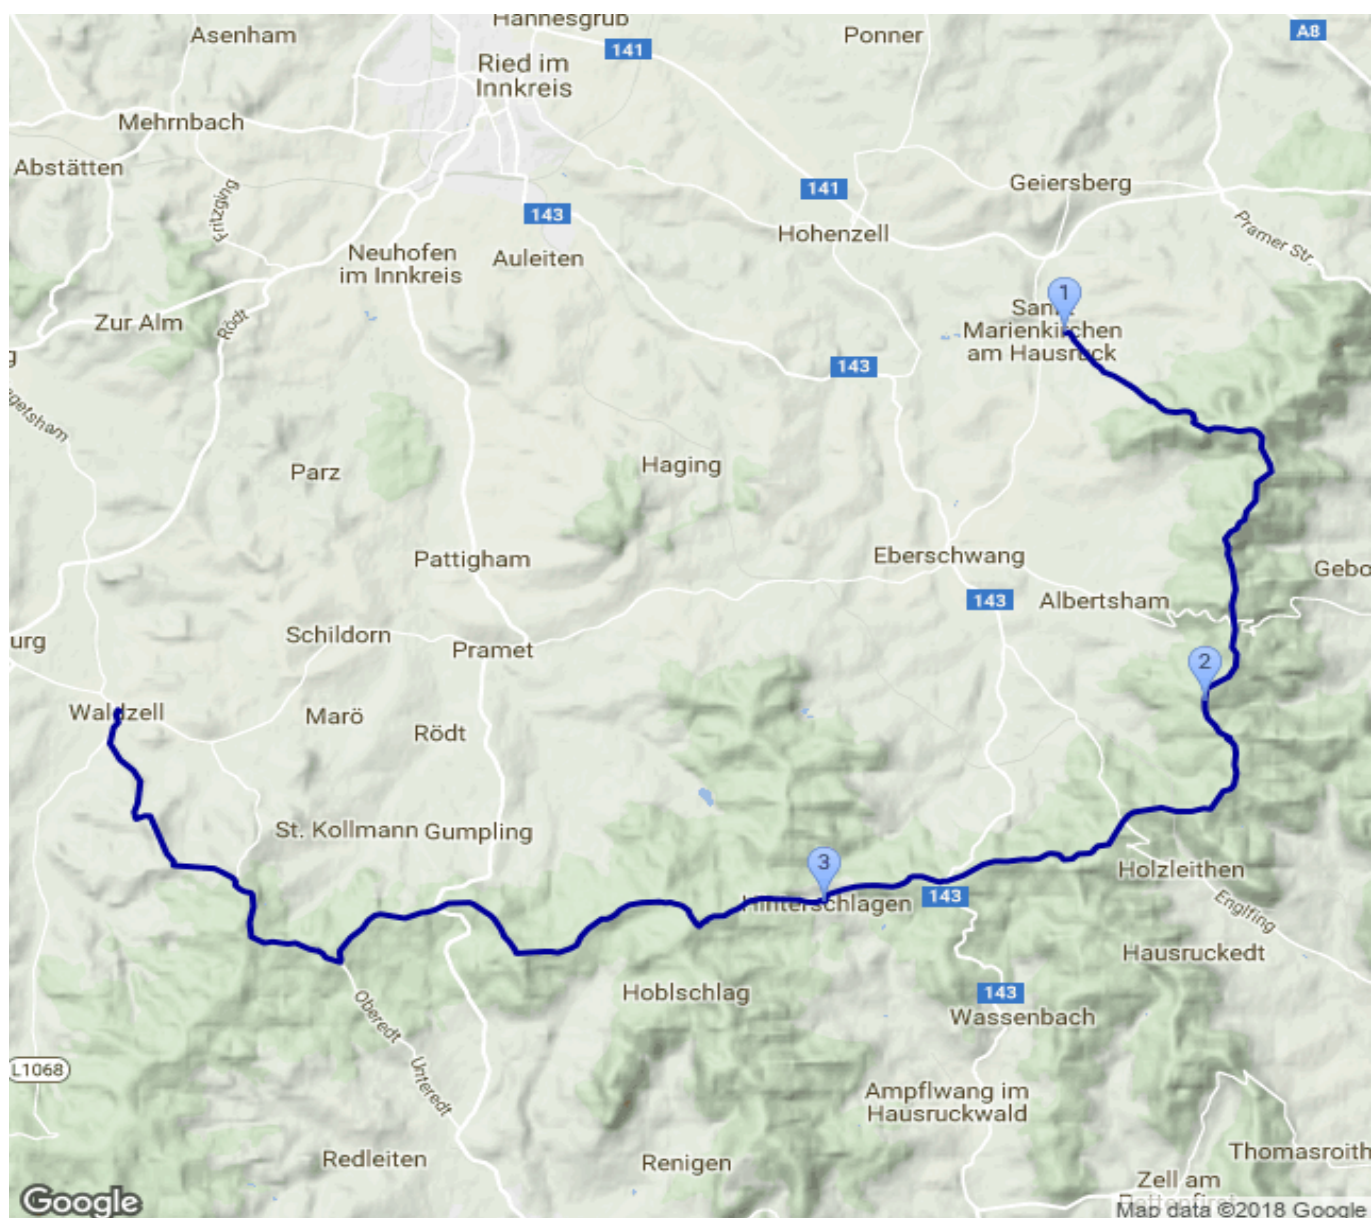 Hannesgrub
Asenham
141
Ponner
A8
Ried im
Innkreis
Mehrnbach
Abstätten
Fritzging
143
141
Geiersberg
Hohenzell
Pramer Str.
Neuhofen
im Innkreis
Auleiten
1
Zur Alm
Rödt
Marienkirchen
am Hausruck
143
Parz
Haging
Pattigham
Eberschwang
143
Albertsham
Schildorn
Pramet
2
Waldzell
Marö
Rödt
St. Kollmann
Gumpling
3
Hinterschlagen
143
Holzleithen
Englfing
Hausruckedt
Hoblschlag
143
Wassenbach
Oberedt
Unteredt
L1068
Ampflwang im
Hausruckwald
Redleiten
Renigen
Thomasroith
Zell am
Google
Map data ©2018 Google